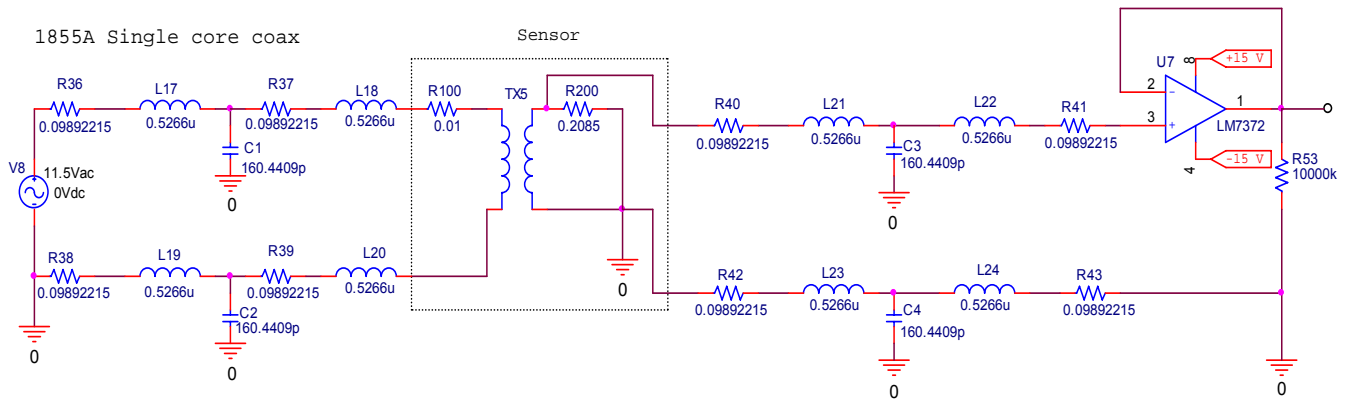 1855A Single core coax
Sensor
R36
0.09892215
L17
0.5266u
R37
0.09892215
L18
0.5266u
R100
0.01
TX5
R200
0.2085
C1
160.4409p
0
V8
11.5Vac
0Vdc
R38
0.09892215
L19
0.5266u
R39
0.09892215
L20
0.5266u
C2
160.4409p
0
0
0
R40
0.09892215
L21
0.5266u
L22
0.5266u
R41
0.09892215
C3
160.4409p
0
U7
2
3
8
4
1
+15 V
-15 V
LM7372
R53
10000k
R42
0.09892215
L23
0.5266u
L24
0.5266u
R43
0.09892215
C4
160.4409p
0
0